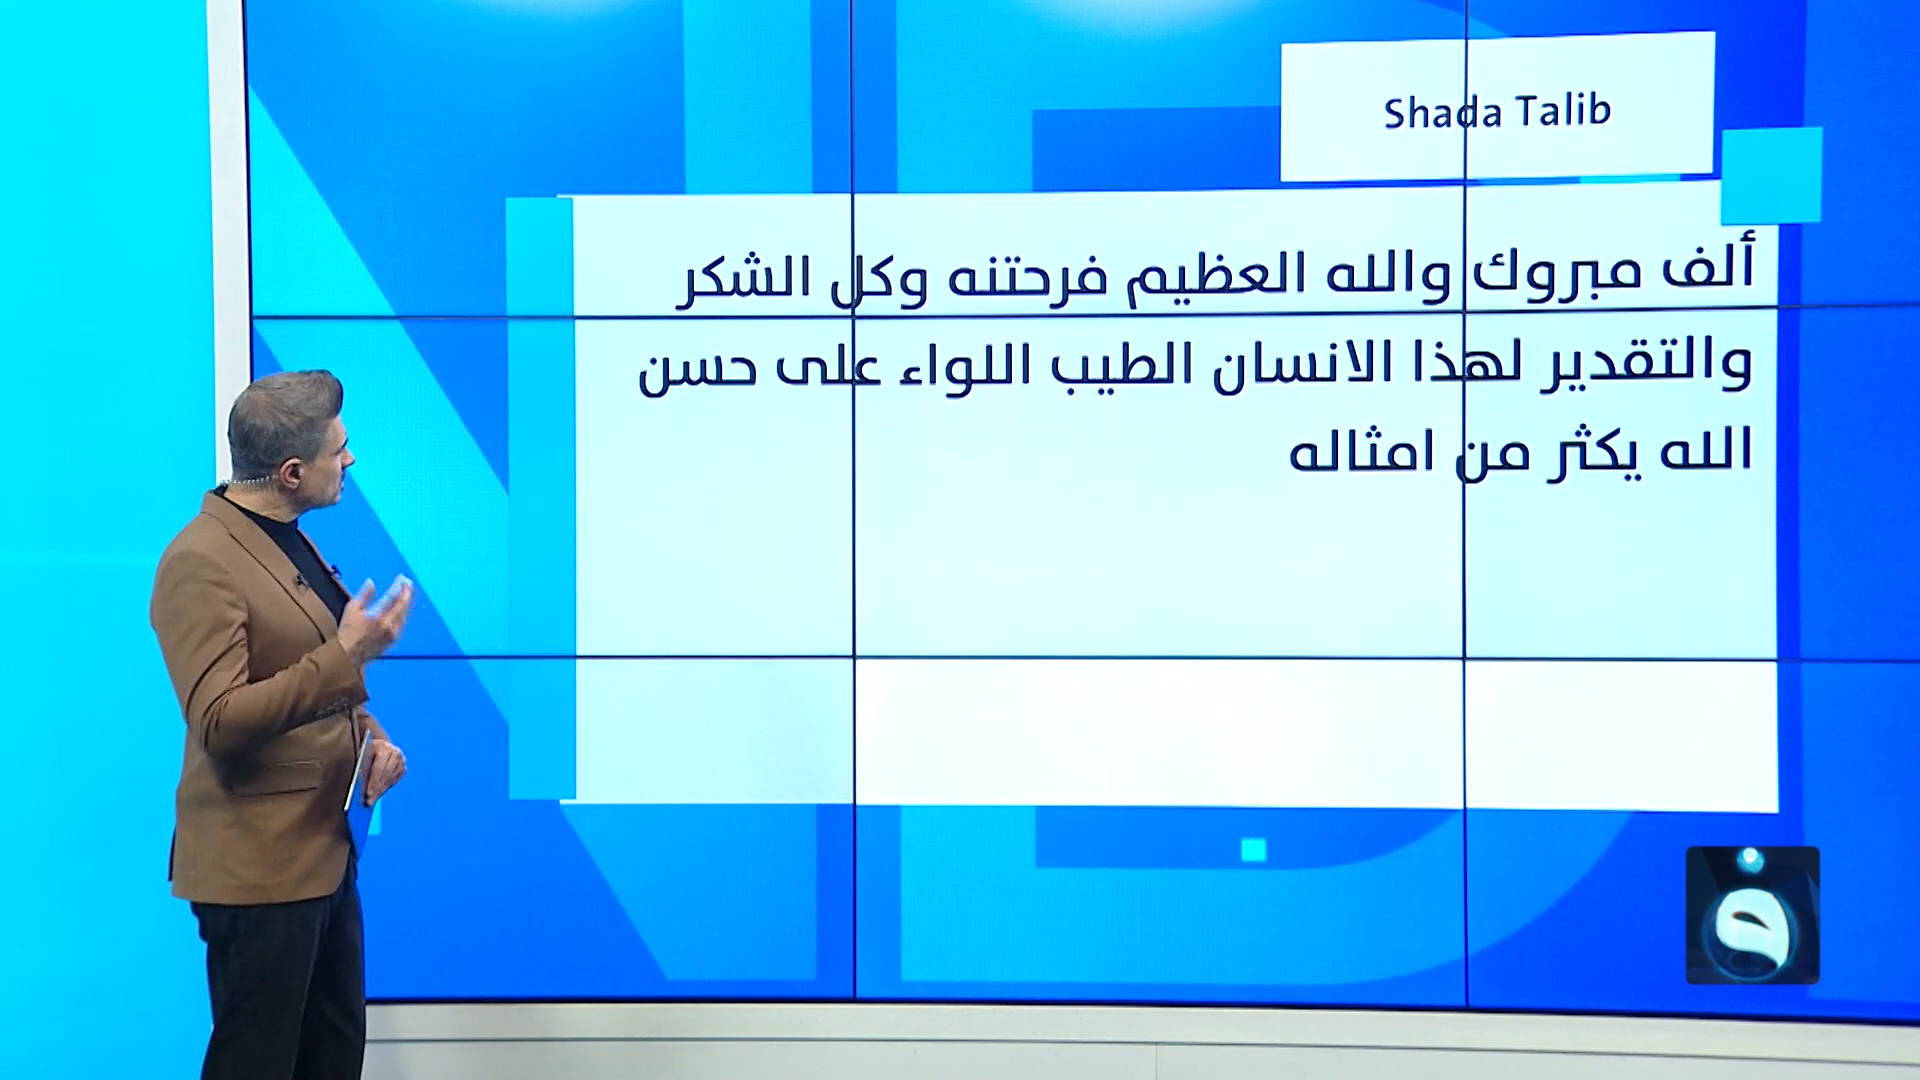 Shada Talib
ألف مبروك والله العظيم فرحتنه وكل الشكر
والتقدير لهذا الانسان الطيب اللواء على حسن
الله يكثر من امثاله